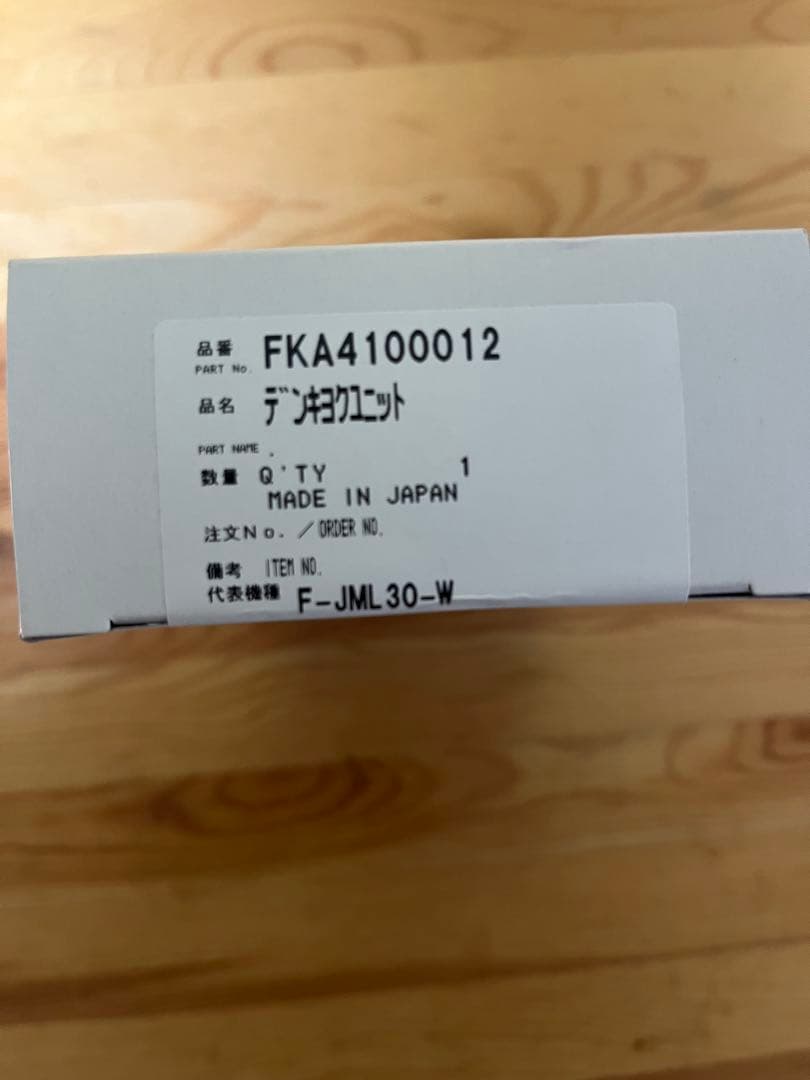 品番 FKA4100012
PART No.
品名 デンキヨクユニット
PART NAME .
数量 Q'TY 1
MADE IN JAPAN
注文No. / ORDER NO.
備考 ITEM NO.
代表機種 F-JML30-W